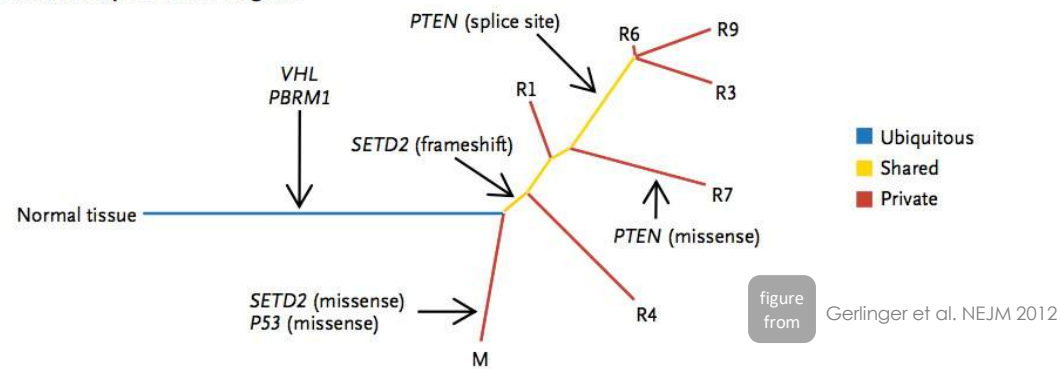 PTEN (splice site)
R6
R9
VHL
PBRM1
R1
R3
SETD2 (frameshift)
Ubiquitous
Shared
Private
R7
Normal tissue
PTEN (missense)
SETD2 (missense)
P53 (missense)
R4
M
figure
from
Gerlinger et al. NEJM 2012